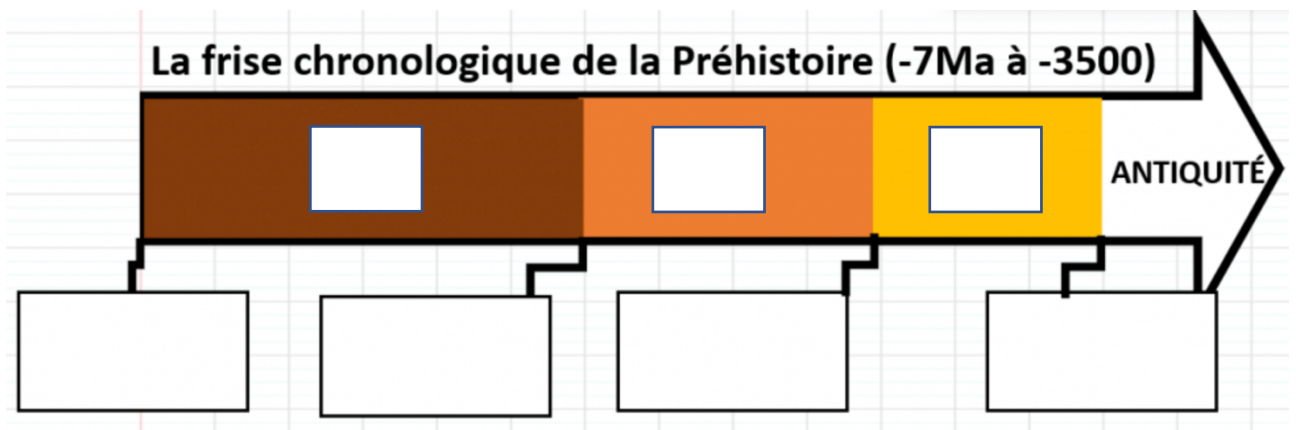 La frise chronologique de la Préhistoire (-7Ma à -3500)
ANTIQUITÉ